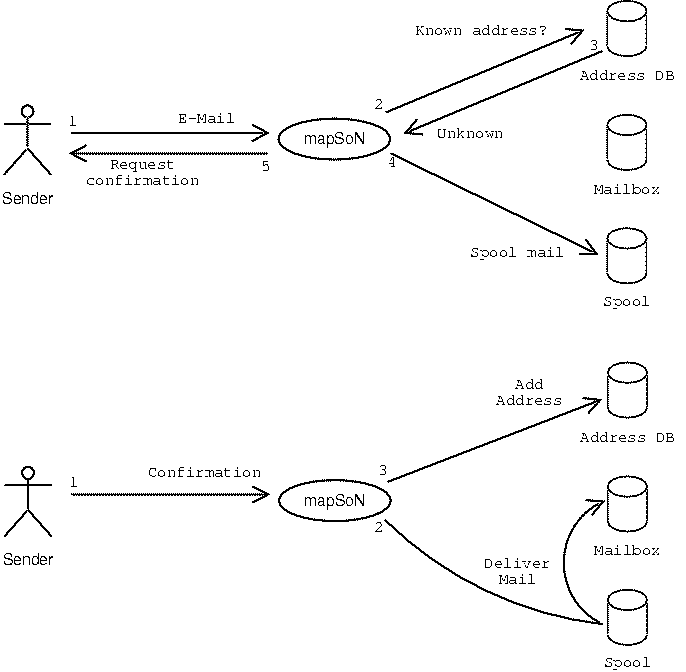 Known address?
3
Address DB
2
1
E-Mail
mapSoN
Unknown
4
5
Request
confirmation
Sender
Mailbox
Spool mail
Spool
Add
Address
Address DB
3
1
Confirmation
mapSoN
2
Sender
Mailbox
Deliver
Mail
Spool